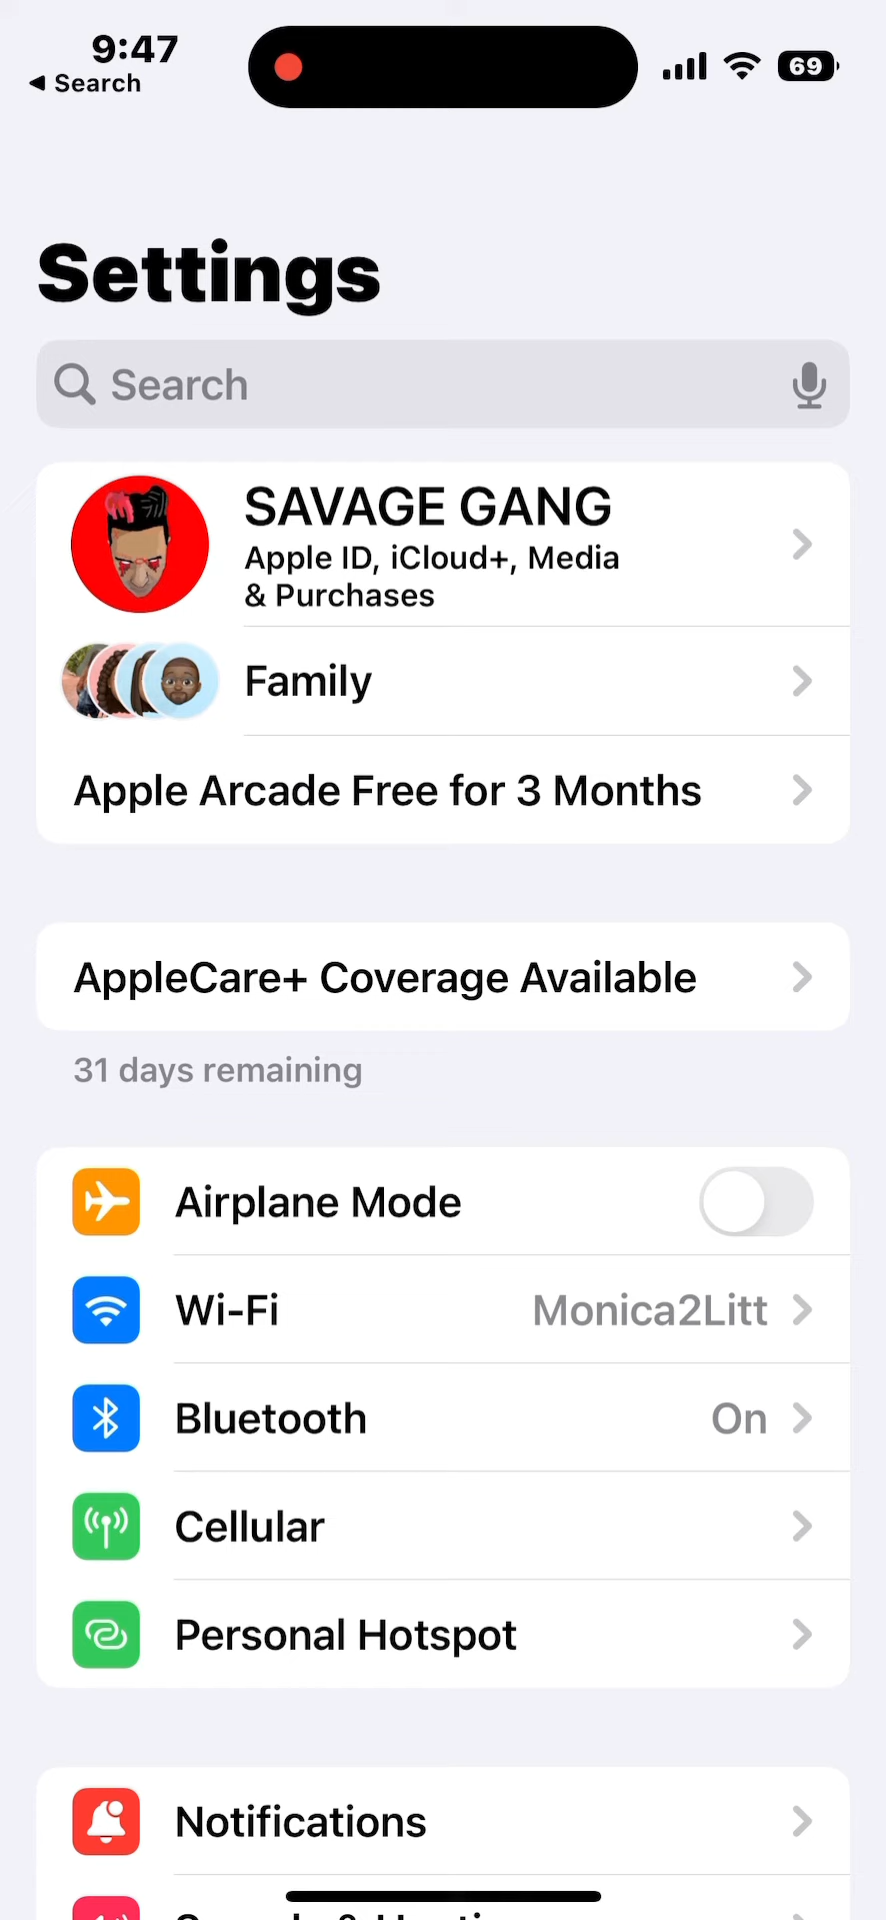 9:47
Search
69
Settings
Search
SAVAGE GANG
Apple ID, iCloud+, Media
& Purchases
Family
Apple Arcade Free for 3 Months
AppleCare+ Coverage Available
31 days remaining
Airplane Mode
Wi-Fi Monica2Litt
Bluetooth On
Cellular
Personal Hotspot
Notifications